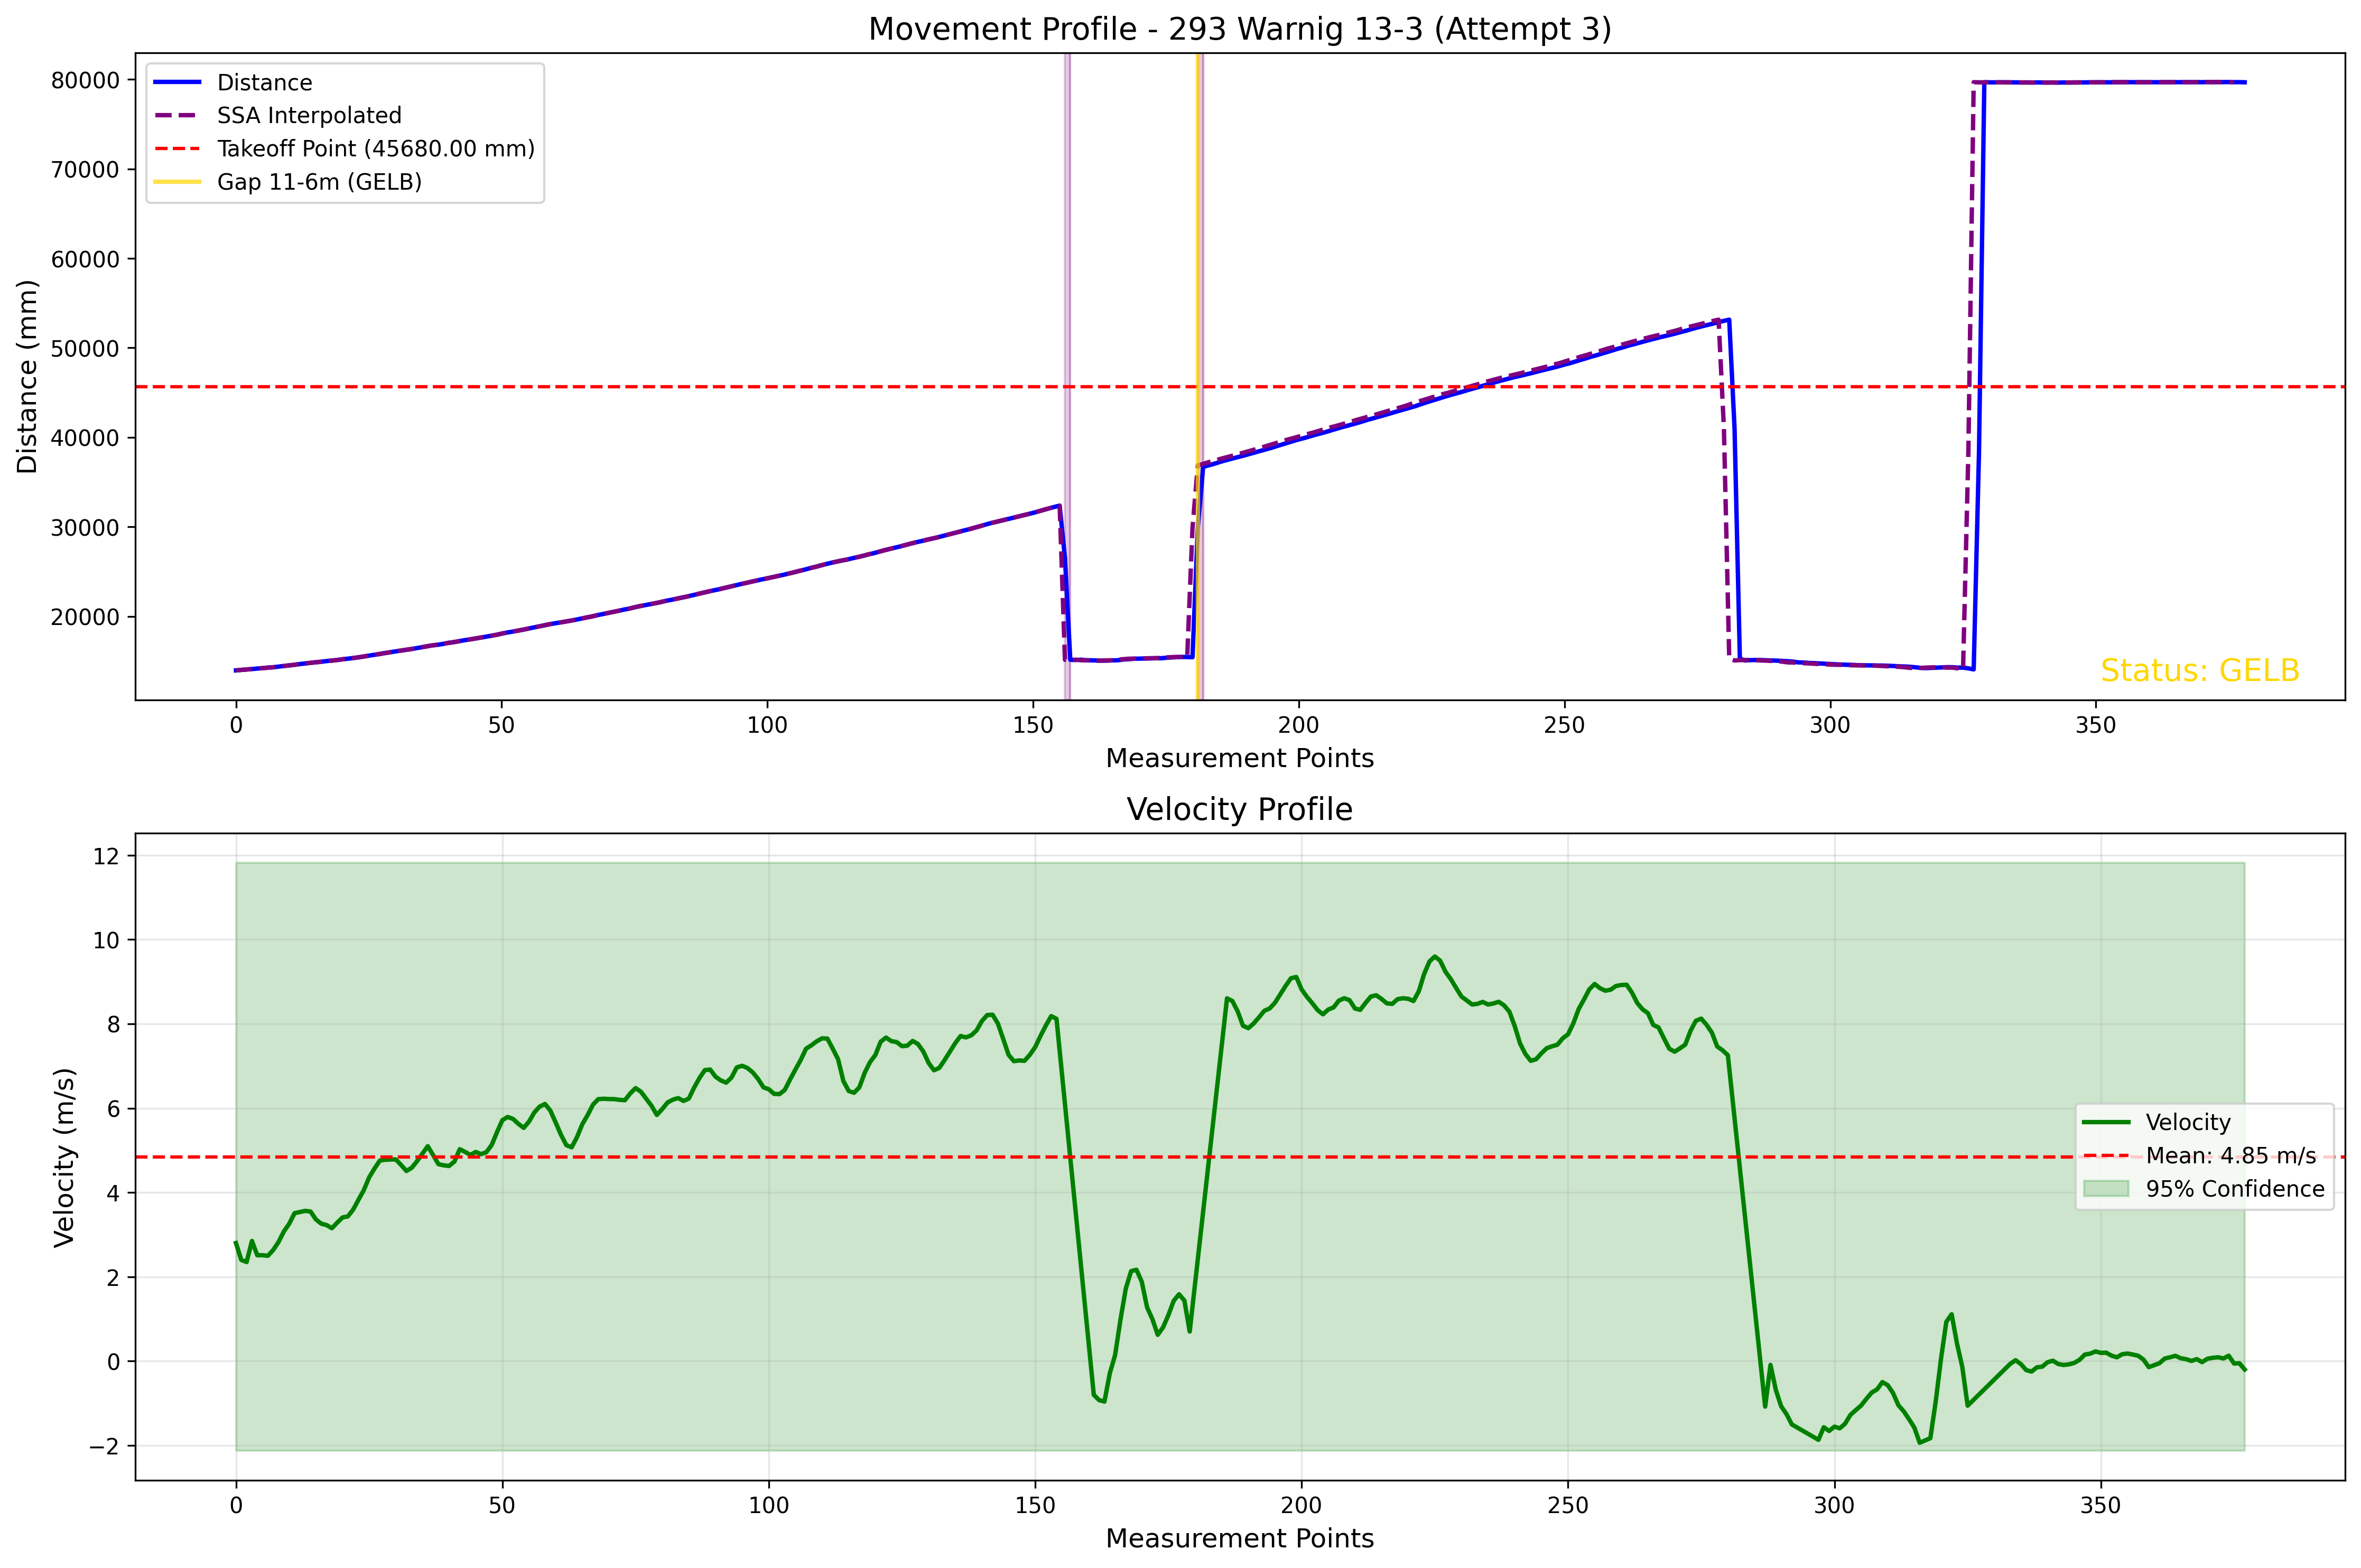 Movement Profile - 293 Warnig 13-3 (Attempt 3)
Distance (mm)
80000
70000
60000
50000
40000
30000
20000
Distance
SSA Interpolated
Takeoff Point (45680.00 mm)
Gap 11-6m (GELB)
Status: GELB
0 50 100 150 200 250 300 350
Measurement Points
Velocity Profile
Velocity (m/s)
12
10
8
6
4
2
0
−2
Velocity
Mean: 4.85 m/s
95% Confidence
0 50 100 150 200 250 300 350
Measurement Points